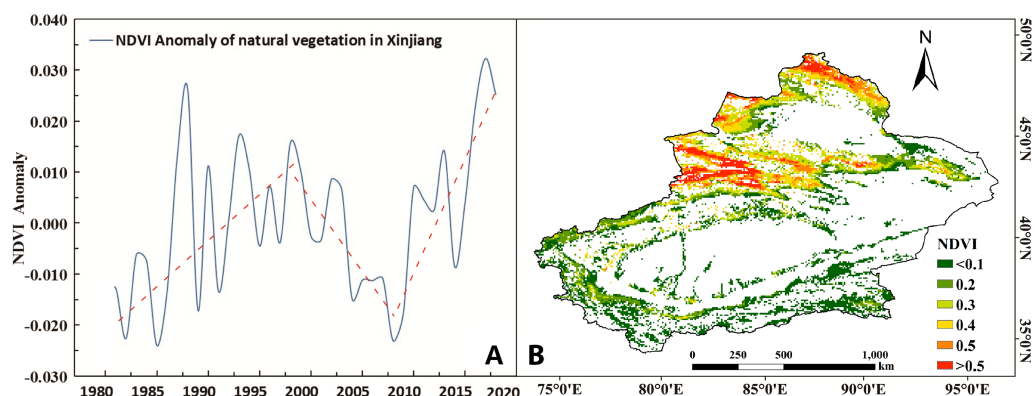 0.040
0.030
0.020
0.010
0.000
-0.010
-0.020
-0.030
NDVI Anomaly
NDVI Anomaly of natural vegetation in Xinjiang
A
1980 1985 1990 1995 2000 2005 2010 2015 2020
B
N
NDVI
<0.1
0.2
0.3
0.4
0.5
>0.5
0 250 500 1,000
km
75°0'E 80°0'E 85°0'E 90°0'E 95°0'E
50°0'N
45°0'N
40°0'N
35°0'N